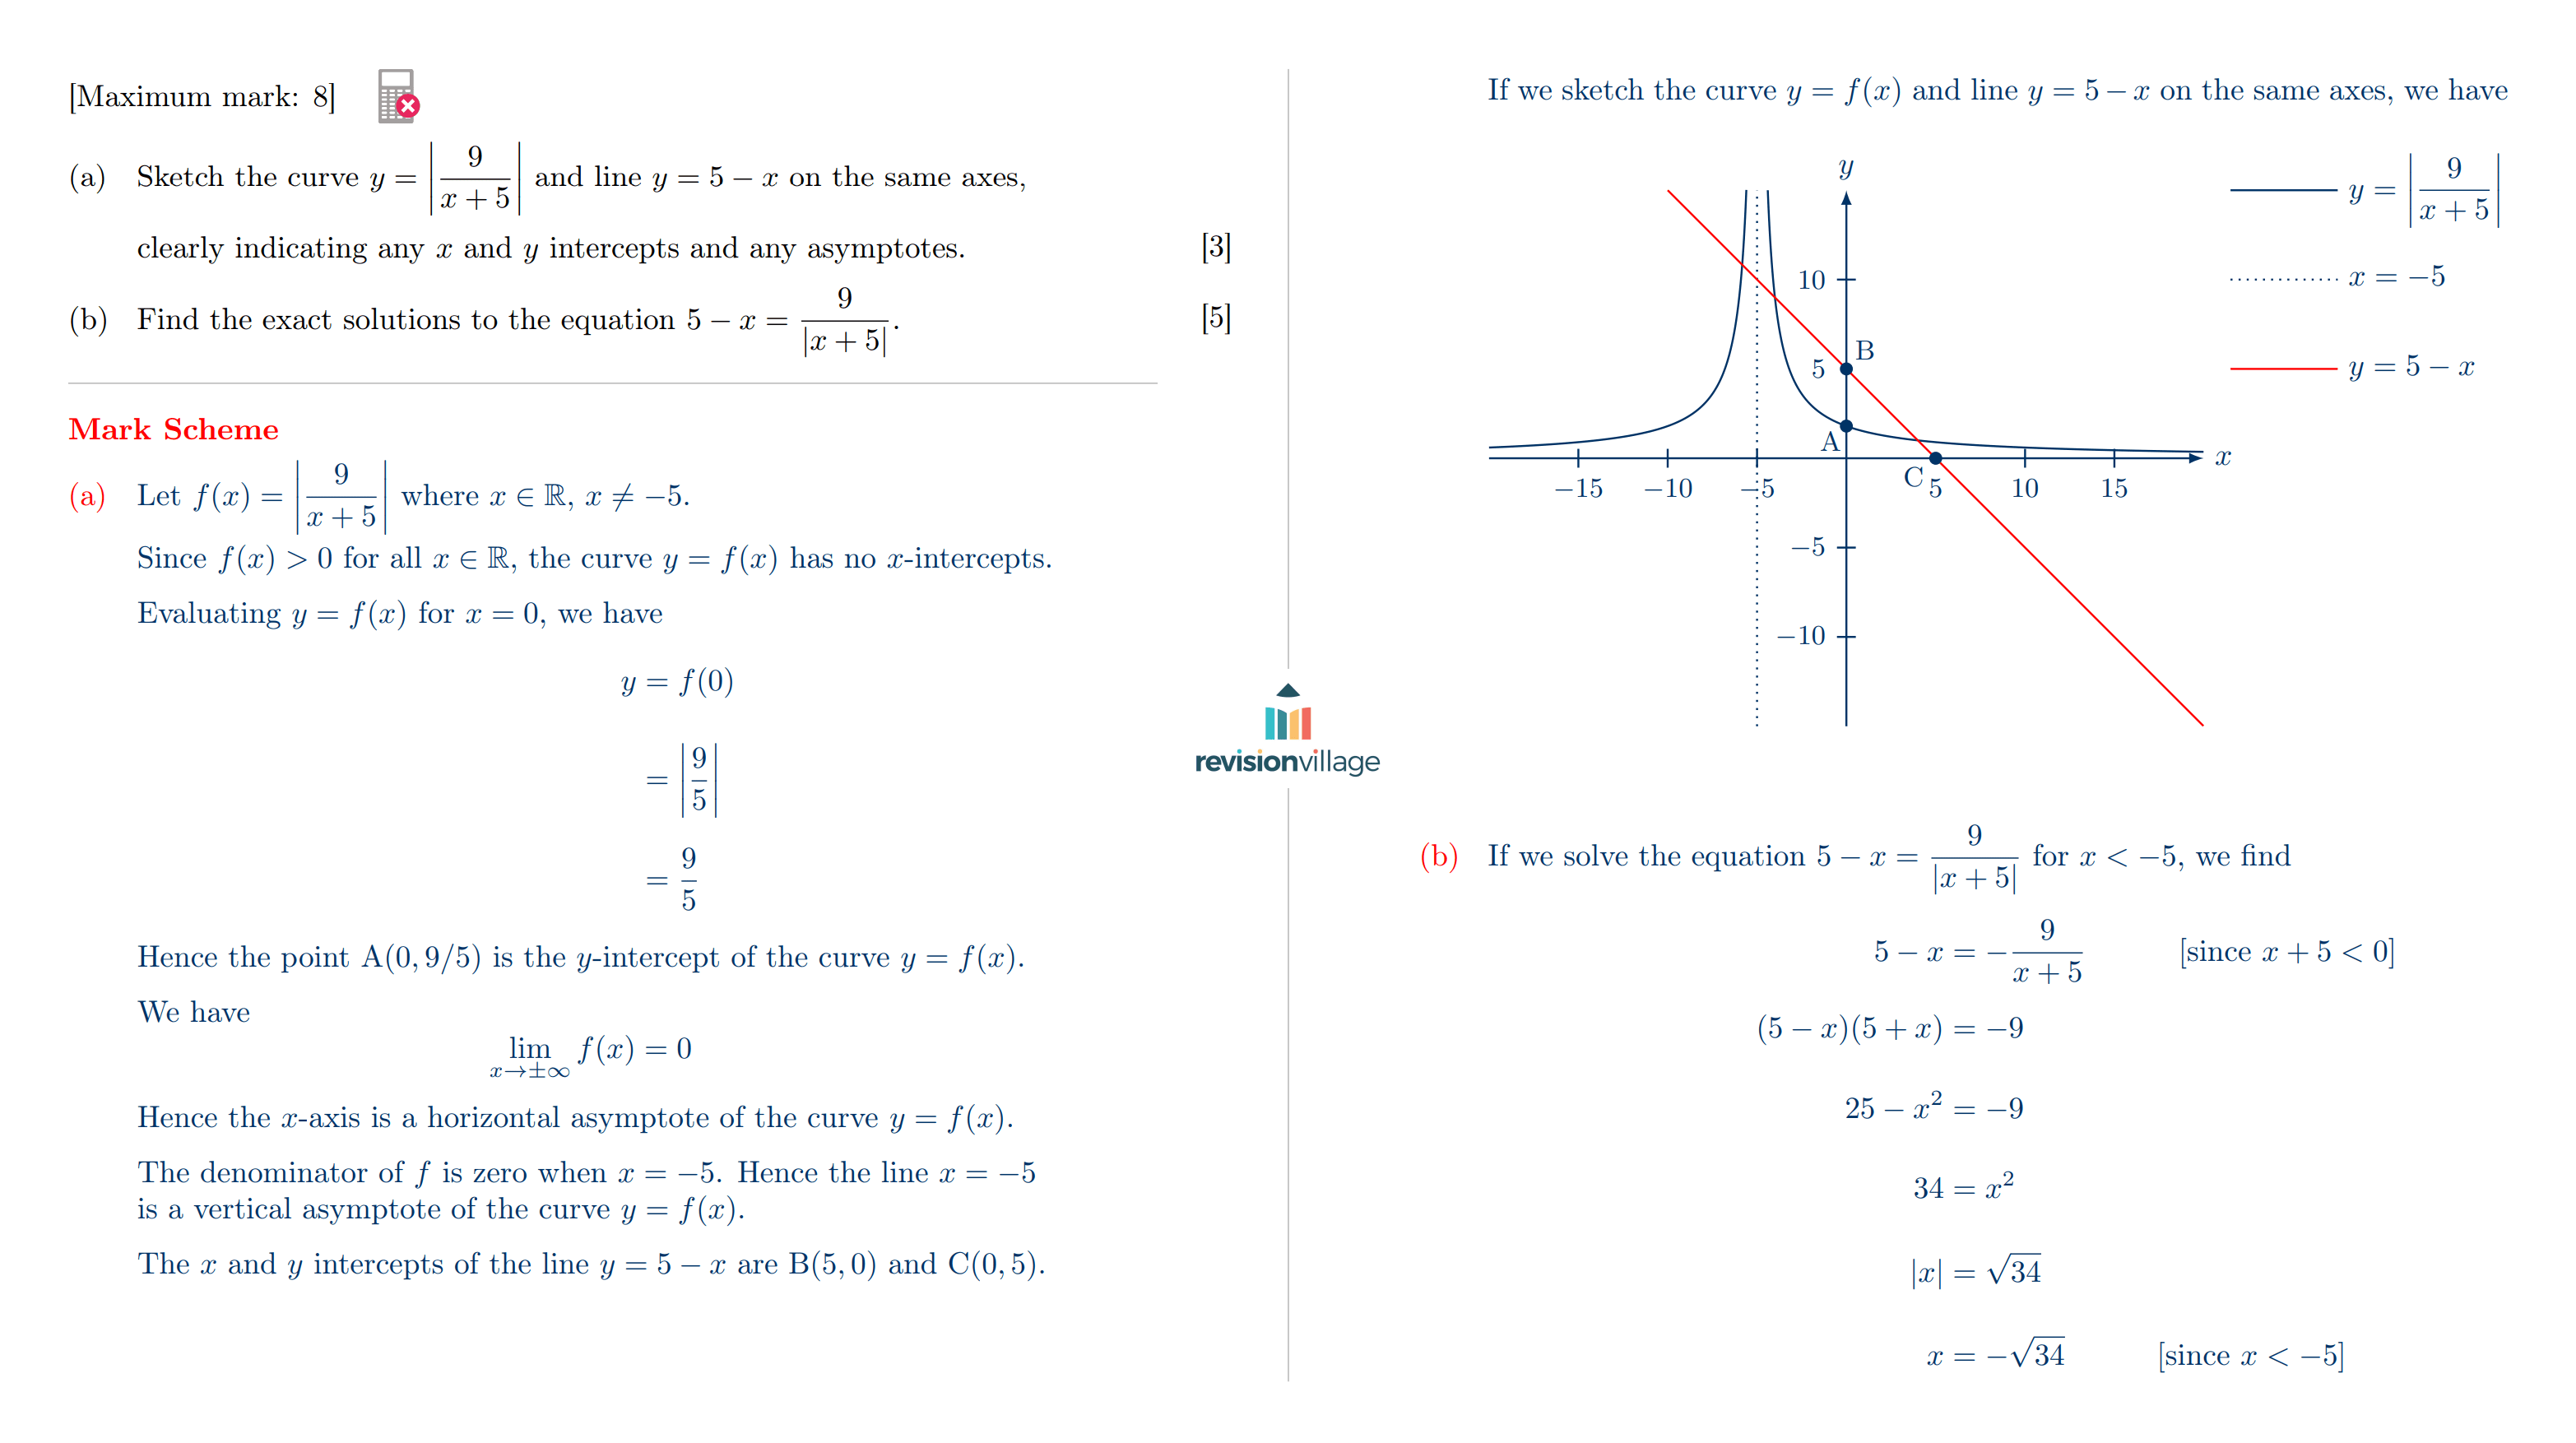 [Maximum mark: 8]
(a) Sketch the curve y = |9/(x + 5)| and line y = 5 − x on the same axes,
clearly indicating any x and y intercepts and any asymptotes. [3]
(b) Find the exact solutions to the equation 5 − x = 9/|x + 5|. [5]
Mark Scheme
(a) Let f(x) = |9/(x + 5)| where x ∈ ℝ, x ≠ −5.
Since f(x) > 0 for all x ∈ ℝ, the curve y = f(x) has no x-intercepts.
Evaluating y = f(x) for x = 0, we have
y = f(0)
= |9/5|
= 9/5
Hence the point A(0, 9/5) is the y-intercept of the curve y = f(x).
We have
lim x→±∞ f(x) = 0
Hence the x-axis is a horizontal asymptote of the curve y = f(x).
The denominator of f is zero when x = −5. Hence the line x = −5
is a vertical asymptote of the curve y = f(x).
The x and y intercepts of the line y = 5 − x are B(5, 0) and C(0, 5).
revisionvillage
If we sketch the curve y = f(x) and line y = 5 − x on the same axes, we have
y
y = |9/(x + 5)|
x = −5
y = 5 − x
10
B
5
A
x
C
−15 −10 −5 5 10 15
−5
−10
(b) If we solve the equation 5 − x = 9/|x + 5| for x < −5, we find
5 − x = −9/(x + 5) [since x + 5 < 0]
(5 − x)(5 + x) = −9
25 − x² = −9
34 = x²
|x| = √34
x = −√34 [since x < −5]